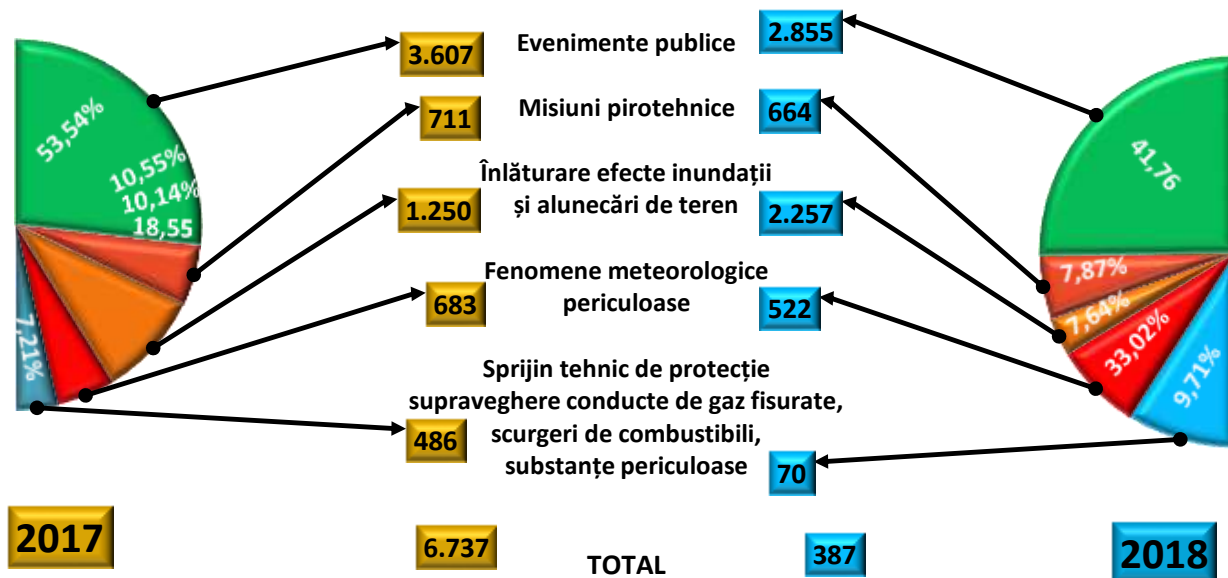 Evenimente publice
3.607
2.855
Misiuni pirotehnice
711
664
Înlăturare efecte inundații
și alunecări de teren
1.250
2.257
Fenomene meteorologice
periculoase
683
522
Sprijin tehnic de protecție
supraveghere conducte de gaz fisurate,
scurgeri de combustibili,
substanțe periculoase
486
70
53,54%
10,55%
10,14%
18,55
7,21%
41,76
7,87%
7,64%
33,02%
9,71%
2017
6.737
TOTAL
387
2018